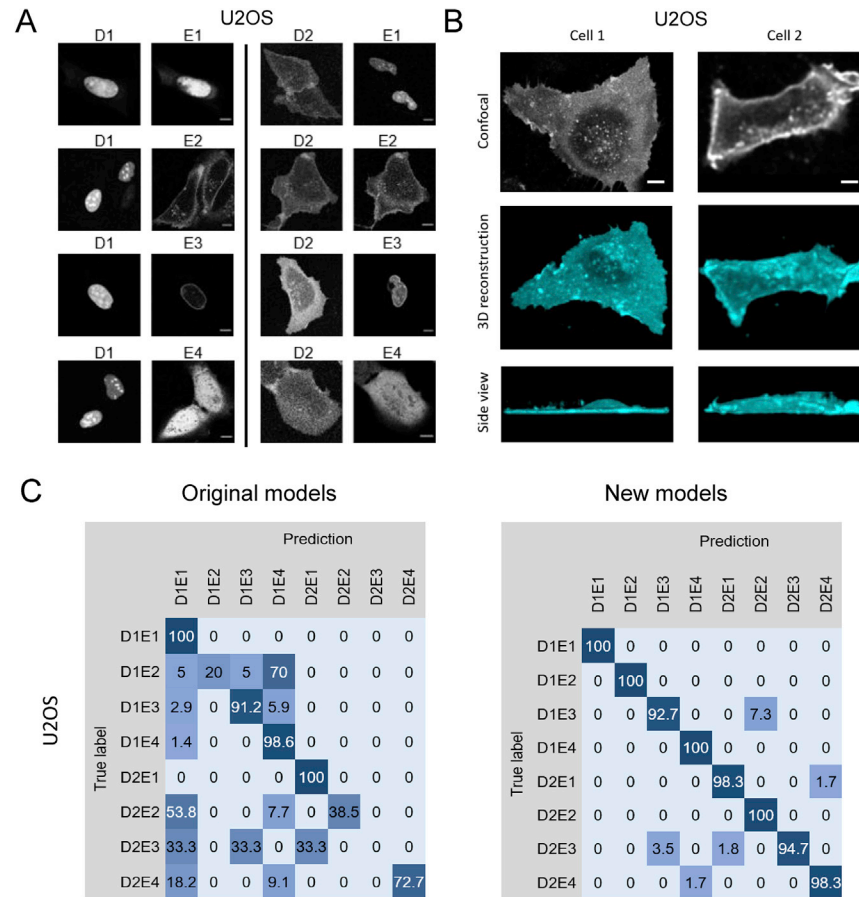 A
U2OS
D1 E1 D2 E1
D1 E2 D2 E2
D1 E3 D2 E3
D1 E4 D2 E4
B
U2OS
Cell 1 Cell 2
Confocal
3D reconstruction
Side view
C
Original models
U2OS
Prediction
D1E1 D1E2 D1E3 D1E4 D2E1 D2E2 D2E3 D2E4
True label
D1E1 100 0 0 0 0 0 0 0
D1E2 5 20 5 70 0 0 0 0
D1E3 2.9 0 91.2 5.9 0 0 0 0
D1E4 1.4 0 0 98.6 0 0 0 0
D2E1 0 0 0 0 100 0 0 0
D2E2 53.8 0 0 7.7 0 38.5 0 0
D2E3 33.3 0 33.3 0 33.3 0 0 0
D2E4 18.2 0 0 9.1 0 0 0 72.7
New models
Prediction
D1E1 D1E2 D1E3 D1E4 D2E1 D2E2 D2E3 D2E4
True label
D1E1 100 0 0 0 0 0 0 0
D1E2 0 100 0 0 0 0 0 0
D1E3 0 0 92.7 0 0 7.3 0 0
D1E4 0 0 0 100 0 0 0 0
D2E1 0 0 0 0 98.3 0 0 1.7
D2E2 0 0 0 0 0 100 0 0
D2E3 0 0 3.5 0 1.8 0 94.7 0
D2E4 0 0 0 1.7 0 0 0 98.3